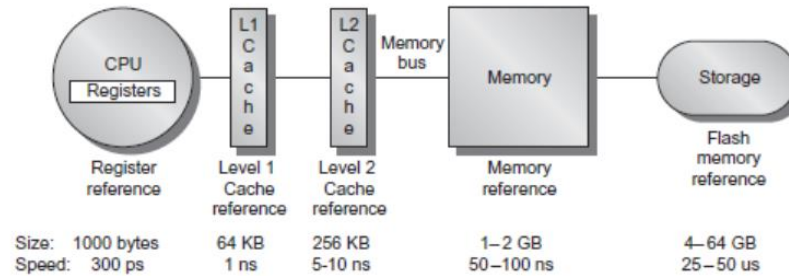 CPU
Registers
L1
C
a
c
h
e
L2
C
a
c
h
e
Memory
bus
Memory
Storage
Register
reference
Level 1
Cache
reference
Level 2
Cache
reference
Memory
reference
Flash
memory
reference
Size: 1000 bytes 64 KB 256 KB 1–2 GB 4–64 GB
Speed: 300 ps 1 ns 5-10 ns 50–100 ns 25–50 us